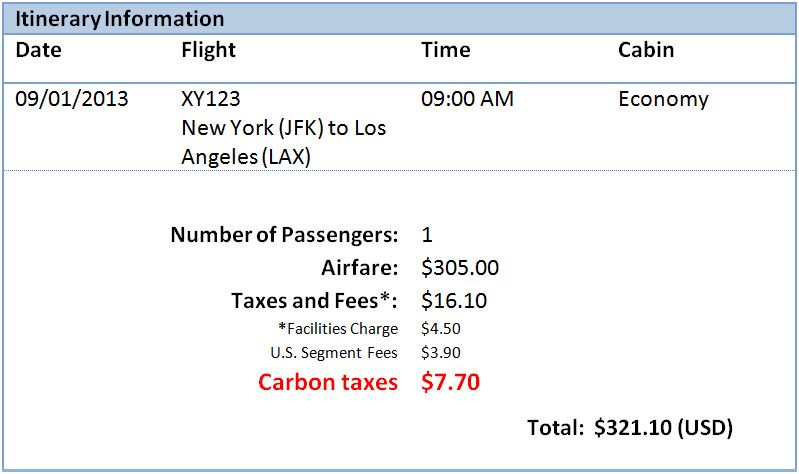 Itinerary Information
Date Flight Time Cabin
09/01/2013 XY123 09:00 AM Economy
New York (JFK) to Los
Angeles (LAX)
Number of Passengers: 1
Airfare: $305.00
Taxes and Fees*: $16.10
*Facilities Charge $4.50
U.S. Segment Fees $3.90
Carbon taxes $7.70
Total: $321.10 (USD)